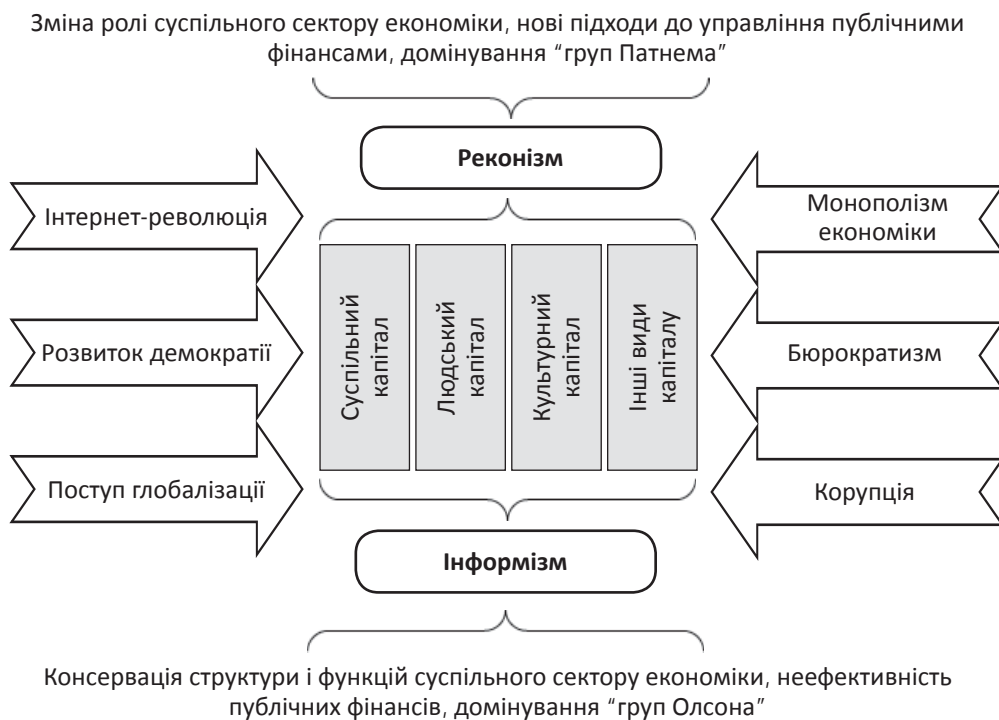 Зміна ролі суспільного сектору економіки, нові підходи до управління публічними
фінансами, домінування “груп Патнема”
Реконізм
Інтернет-революція
Розвиток демократії
Поступ глобалізації
Суспільний
капітал
Людський
капітал
Культурний
капітал
Інші види
капіталу
Монополізм
економіки
Бюрократизм
Корупція
Інформізм
Консервація структури і функцій суспільного сектору економіки, неефективність
публічних фінансів, домінування “груп Олсона”